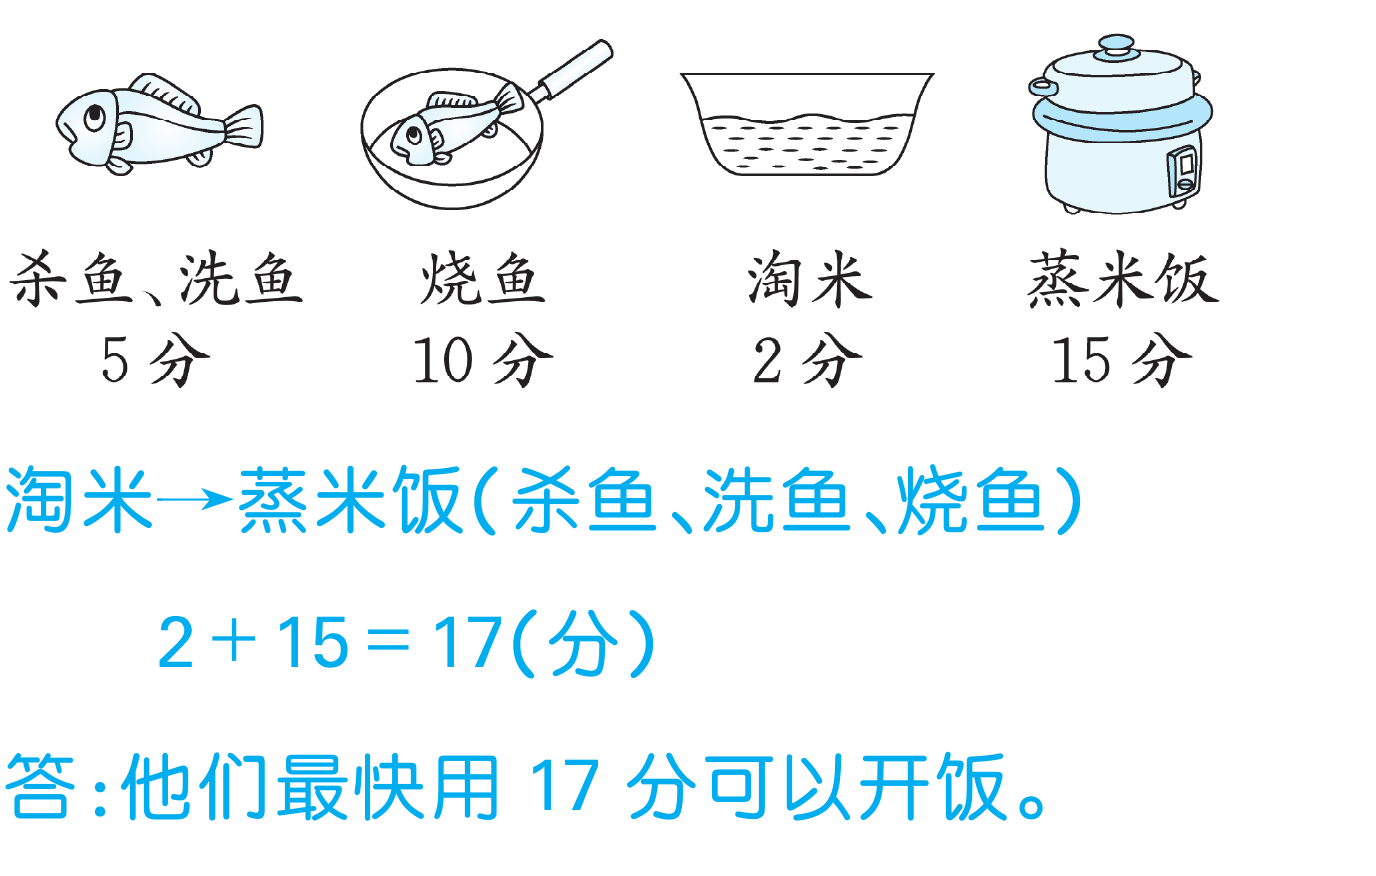 杀鱼、洗鱼 烧鱼 淘米 蒸米饭
5分 10分 2分 15分
淘米→蒸米饭(杀鱼、洗鱼、烧鱼)
2+15=17(分)
答:他们最快用 17 分可以开饭。